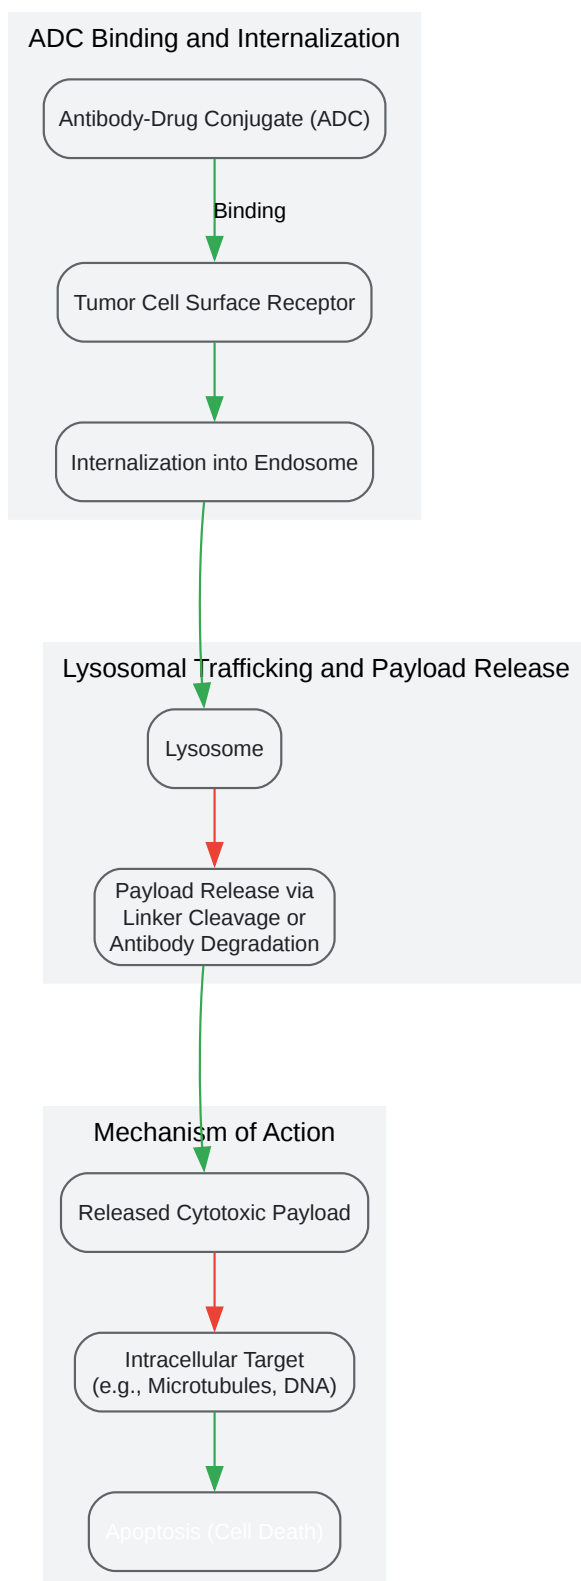 ADC Binding and Internalization
Antibody-Drug Conjugate (ADC)
Binding
Tumor Cell Surface Receptor
Internalization into Endosome
Lysosomal Trafficking and Payload Release
Lysosome
Payload Release via
Linker Cleavage or
Antibody Degradation
Mechanism of Action
Released Cytotoxic Payload
Intracellular Target
(e.g., Microtubules, DNA)
Apoptosis (Cell Death)